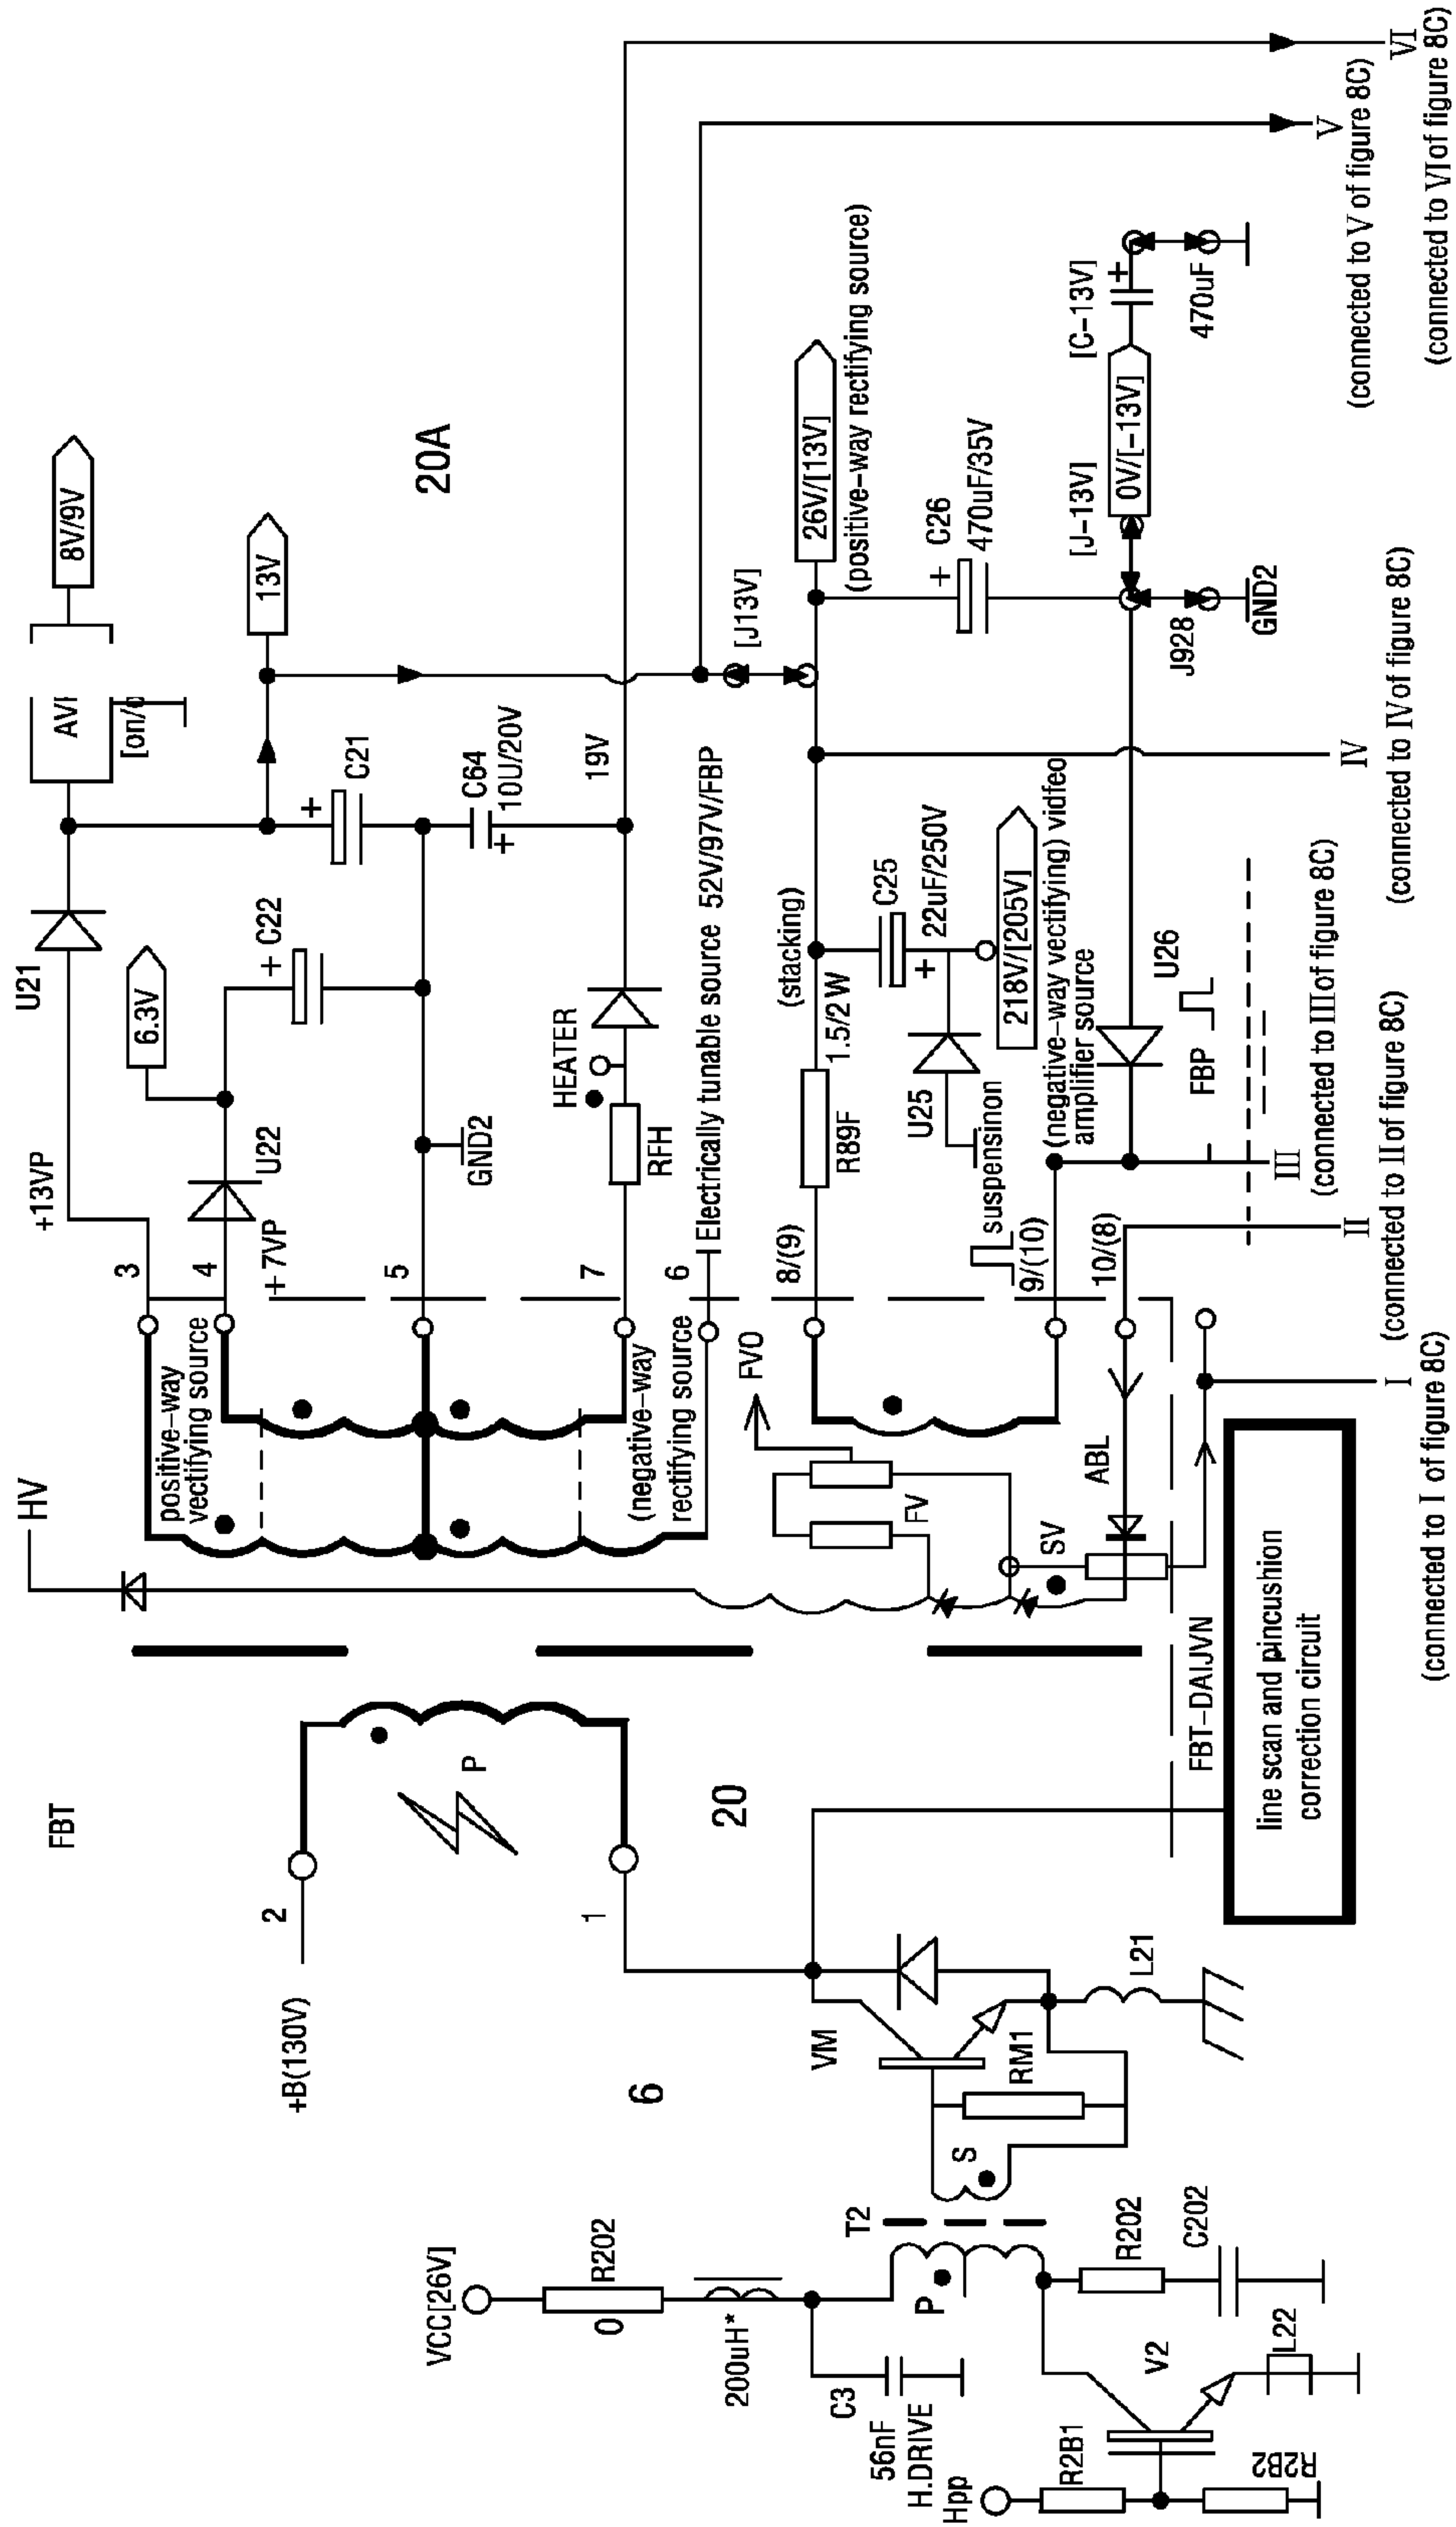 FBT
HV
+13VP
U21
AVI
[on/o
8V/9V
positive-way
vectifying source
3
4
+7VP
U22
6.3V
+
C22
+
C21
13V
20A
+B(130V)
2
P
1
5
GND2
C64
+
10U/20V
(negative-way
rectifying source
7
RFH
HEATER
19V
6
Electrically tunable source 52V/97V/FBP
6
20
FVO
FV
8/(9)
R89F
1.5/2 W
(stacking)
[J13V]
26V/[13V]
(positive-way rectifying source)
C25
+
22uF/250V
U25
suspensinon
218V/[205V]
(negative-way vectifying) vidfeo
amplifier source
C26
+
470uF/35V
VCC[26V]
R202
0
200uH*
C3
56nF
H.DRIVE
Hpp
T2
P
S
VM
RM1
L21
SV
ABL
9/(10)
10/(8)
U26
FBP
J928
GND2
[J-13V]
0V/[-13V]
[C-13V]
+
470uF
R2B1
R2B2
V2
L22
R202
C202
FBT-DAIJVN
line scan and pincushion
correction circuit
I
(connected to I of figure 8C)
II
(connected to II of figure 8C)
III
(connected to III of figure 8C)
IV
(connected to IV of figure 8C)
V
(connected to V of figure 8C)
VI
(connected to VI of figure 8C)